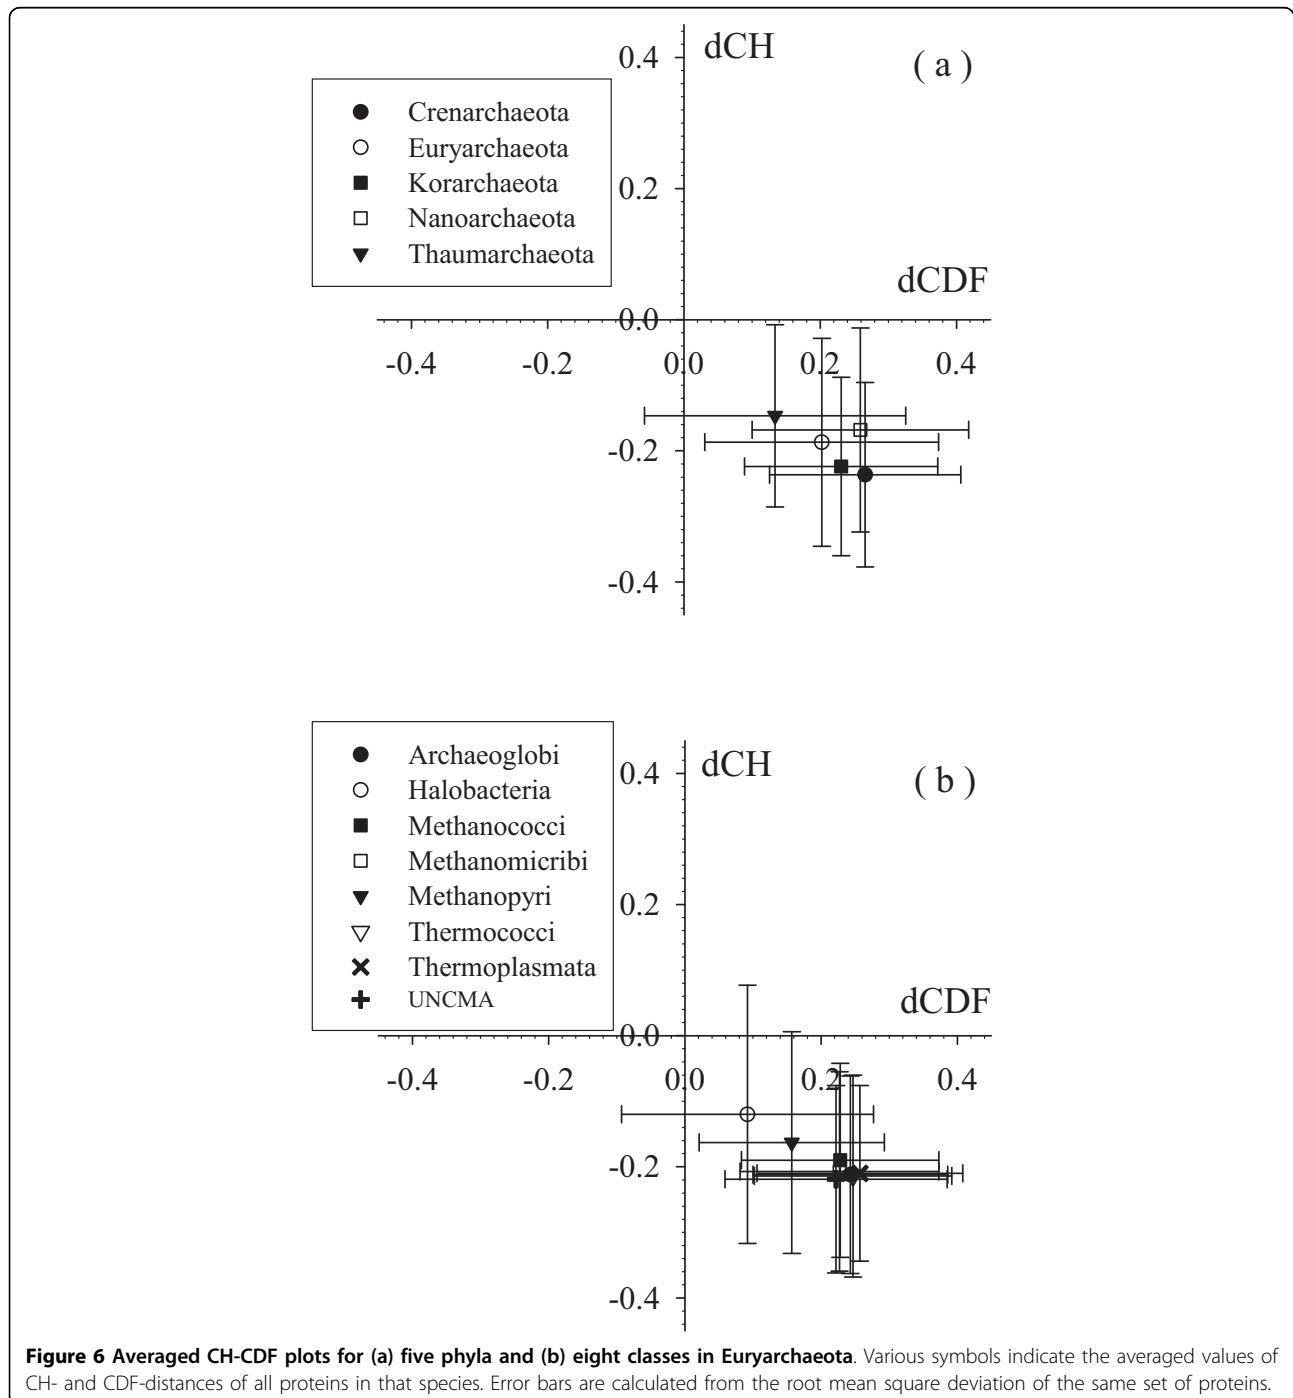 dCH
( a )
Crenarchaeota
Euryarchaeota
Korarchaeota
Nanoarchaeota
Thaumarchaeota
0.4
0.2
dCDF
0.0
-0.4
-0.2
0.0
0.2
0.4
-0.2
-0.4
dCH
( b )
Archaeoglobi
Halobacteria
Methanococci
Methanomicribi
Methanopyri
Thermococci
Thermoplasmata
UNCMA
0.4
0.2
dCDF
0.0
-0.4
-0.2
0.0
0.2
0.4
-0.2
-0.4
Figure 6 Averaged CH-CDF plots for (a) five phyla and (b) eight classes in Euryarchaeota. Various symbols indicate the averaged values of
CH- and CDF-distances of all proteins in that species. Error bars are calculated from the root mean square deviation of the same set of proteins.